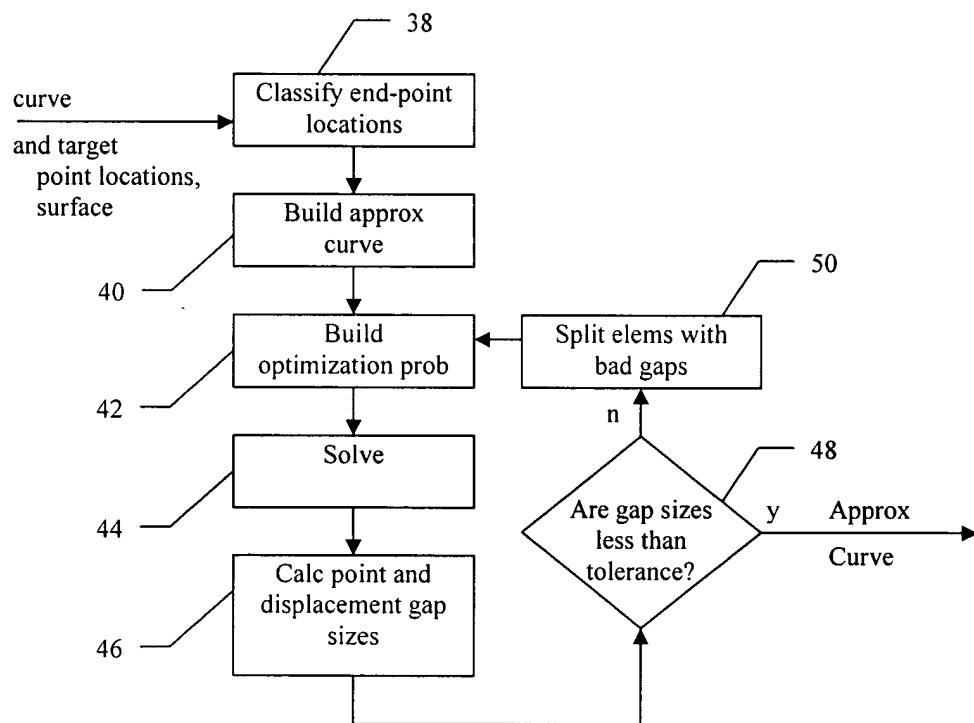 38
Classify end-point
locations
curve
and target
point locations,
surface
Build approx
curve
40
Build
optimization prob
42
50
Split elems with
bad gaps
n
Solve
44
48
Are gap sizes
less than
tolerance?
y
Approx
Curve
Calc point and
displacement gap
sizes
46